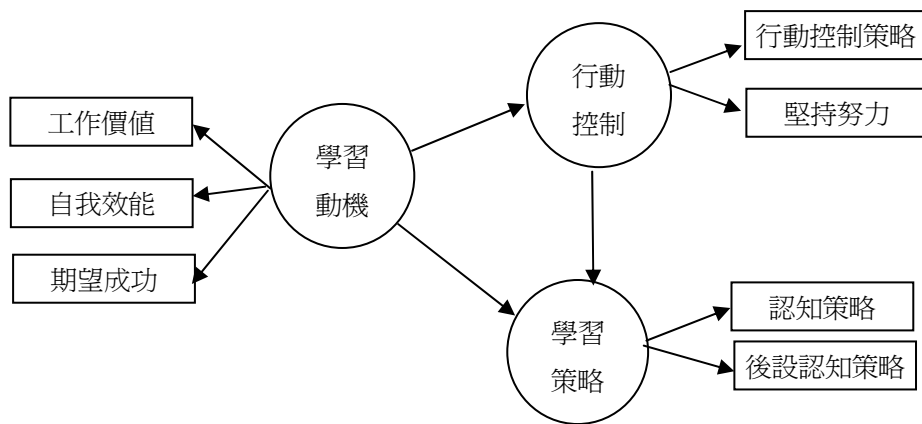 行動控制策略
行動
控制
堅持努力
工作價值
學習
動機
自我效能
期望成功
認知策略
學習
策略
後設認知策略